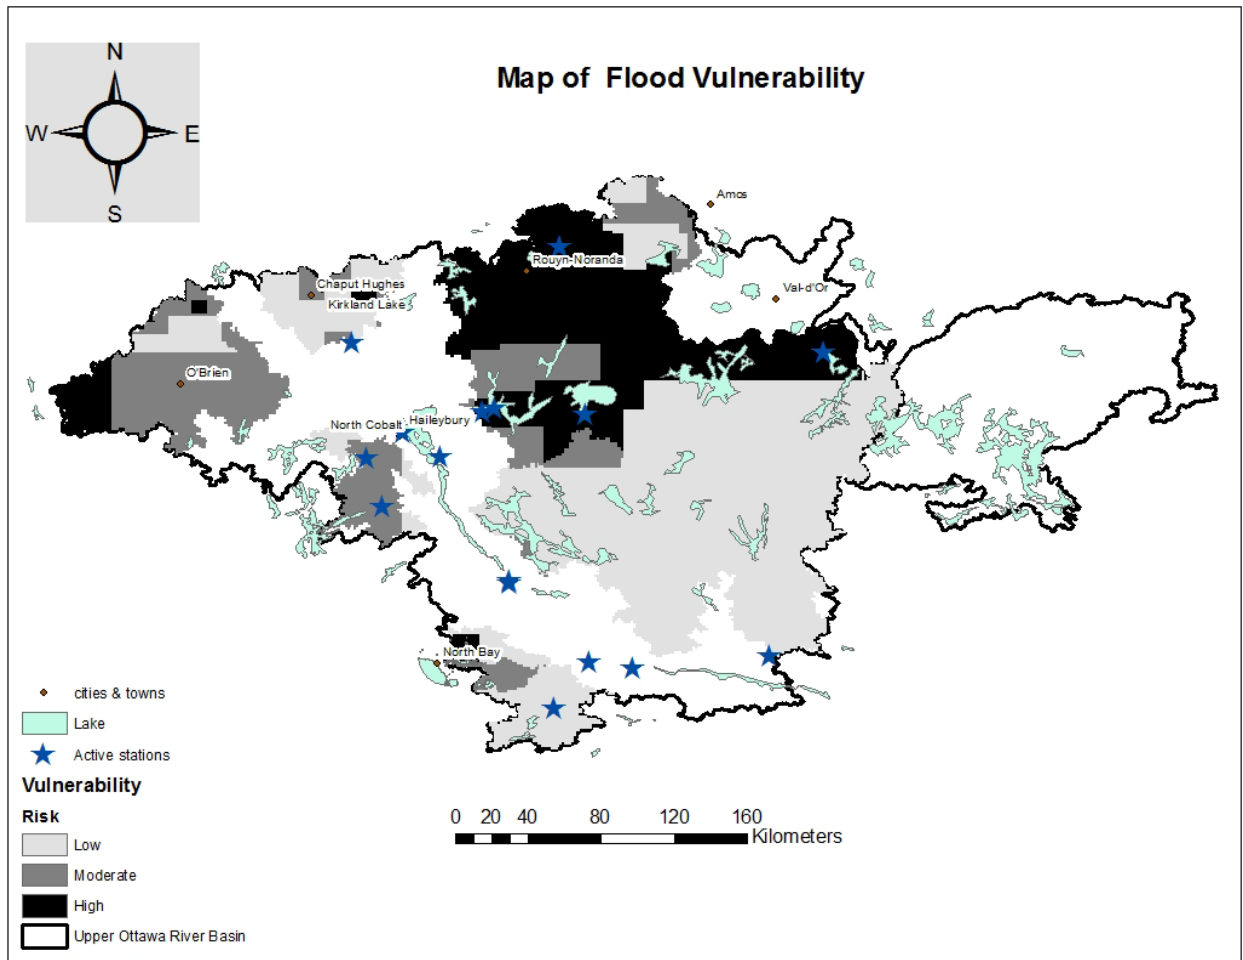 N
W
E
S
Map of Flood Vulnerability
Amos
Rouyn-Noranda
Chaput Hughes
Val-d'Or
Kirkland Lake
O'Brien
North Cobalt
Haileybury
North Bay
cities & towns
Lake
Active stations
Vulnerability
Risk
Low
Moderate
High
Upper Ottawa River Basin
0 20 40 80 120 160
Kilometers